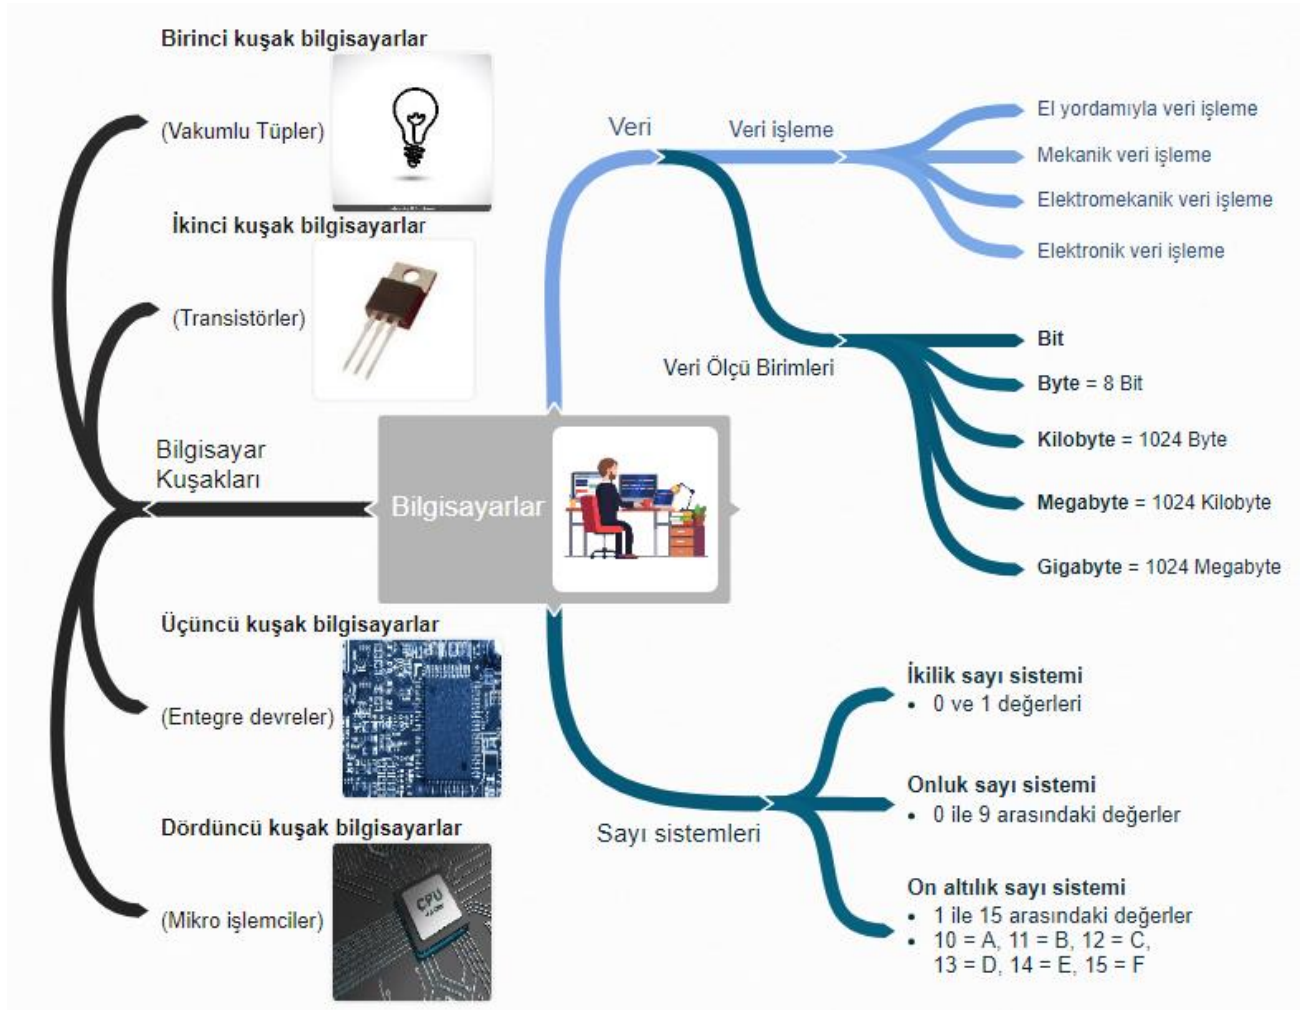 Birinci kuşak bilgisayarlar
(Vakumlu Tüpler)
İkinci kuşak bilgisayarlar
(Transistörler)
Bilgisayar
Kuşakları
Üçüncü kuşak bilgisayarlar
(Entegre devreler)
Dördüncü kuşak bilgisayarlar
(Mikro işlemciler)
CPU
Bilgisayarlar
Veri
Veri işleme
El yordamıyla veri işleme
Mekanik veri işleme
Elektromekanik veri işleme
Elektronik veri işleme
Veri Ölçü Birimleri
Bit
Byte = 8 Bit
Kilobyte = 1024 Byte
Megabyte = 1024 Kilobyte
Gigabyte = 1024 Megabyte
Sayı sistemleri
İkilik sayı sistemi
• 0 ve 1 değerleri
Onluk sayı sistemi
• 0 ile 9 arasındaki değerler
On altılık sayı sistemi
• 1 ile 15 arasındaki değerler
• 10 = A, 11 = B, 12 = C,
13 = D, 14 = E, 15 = F